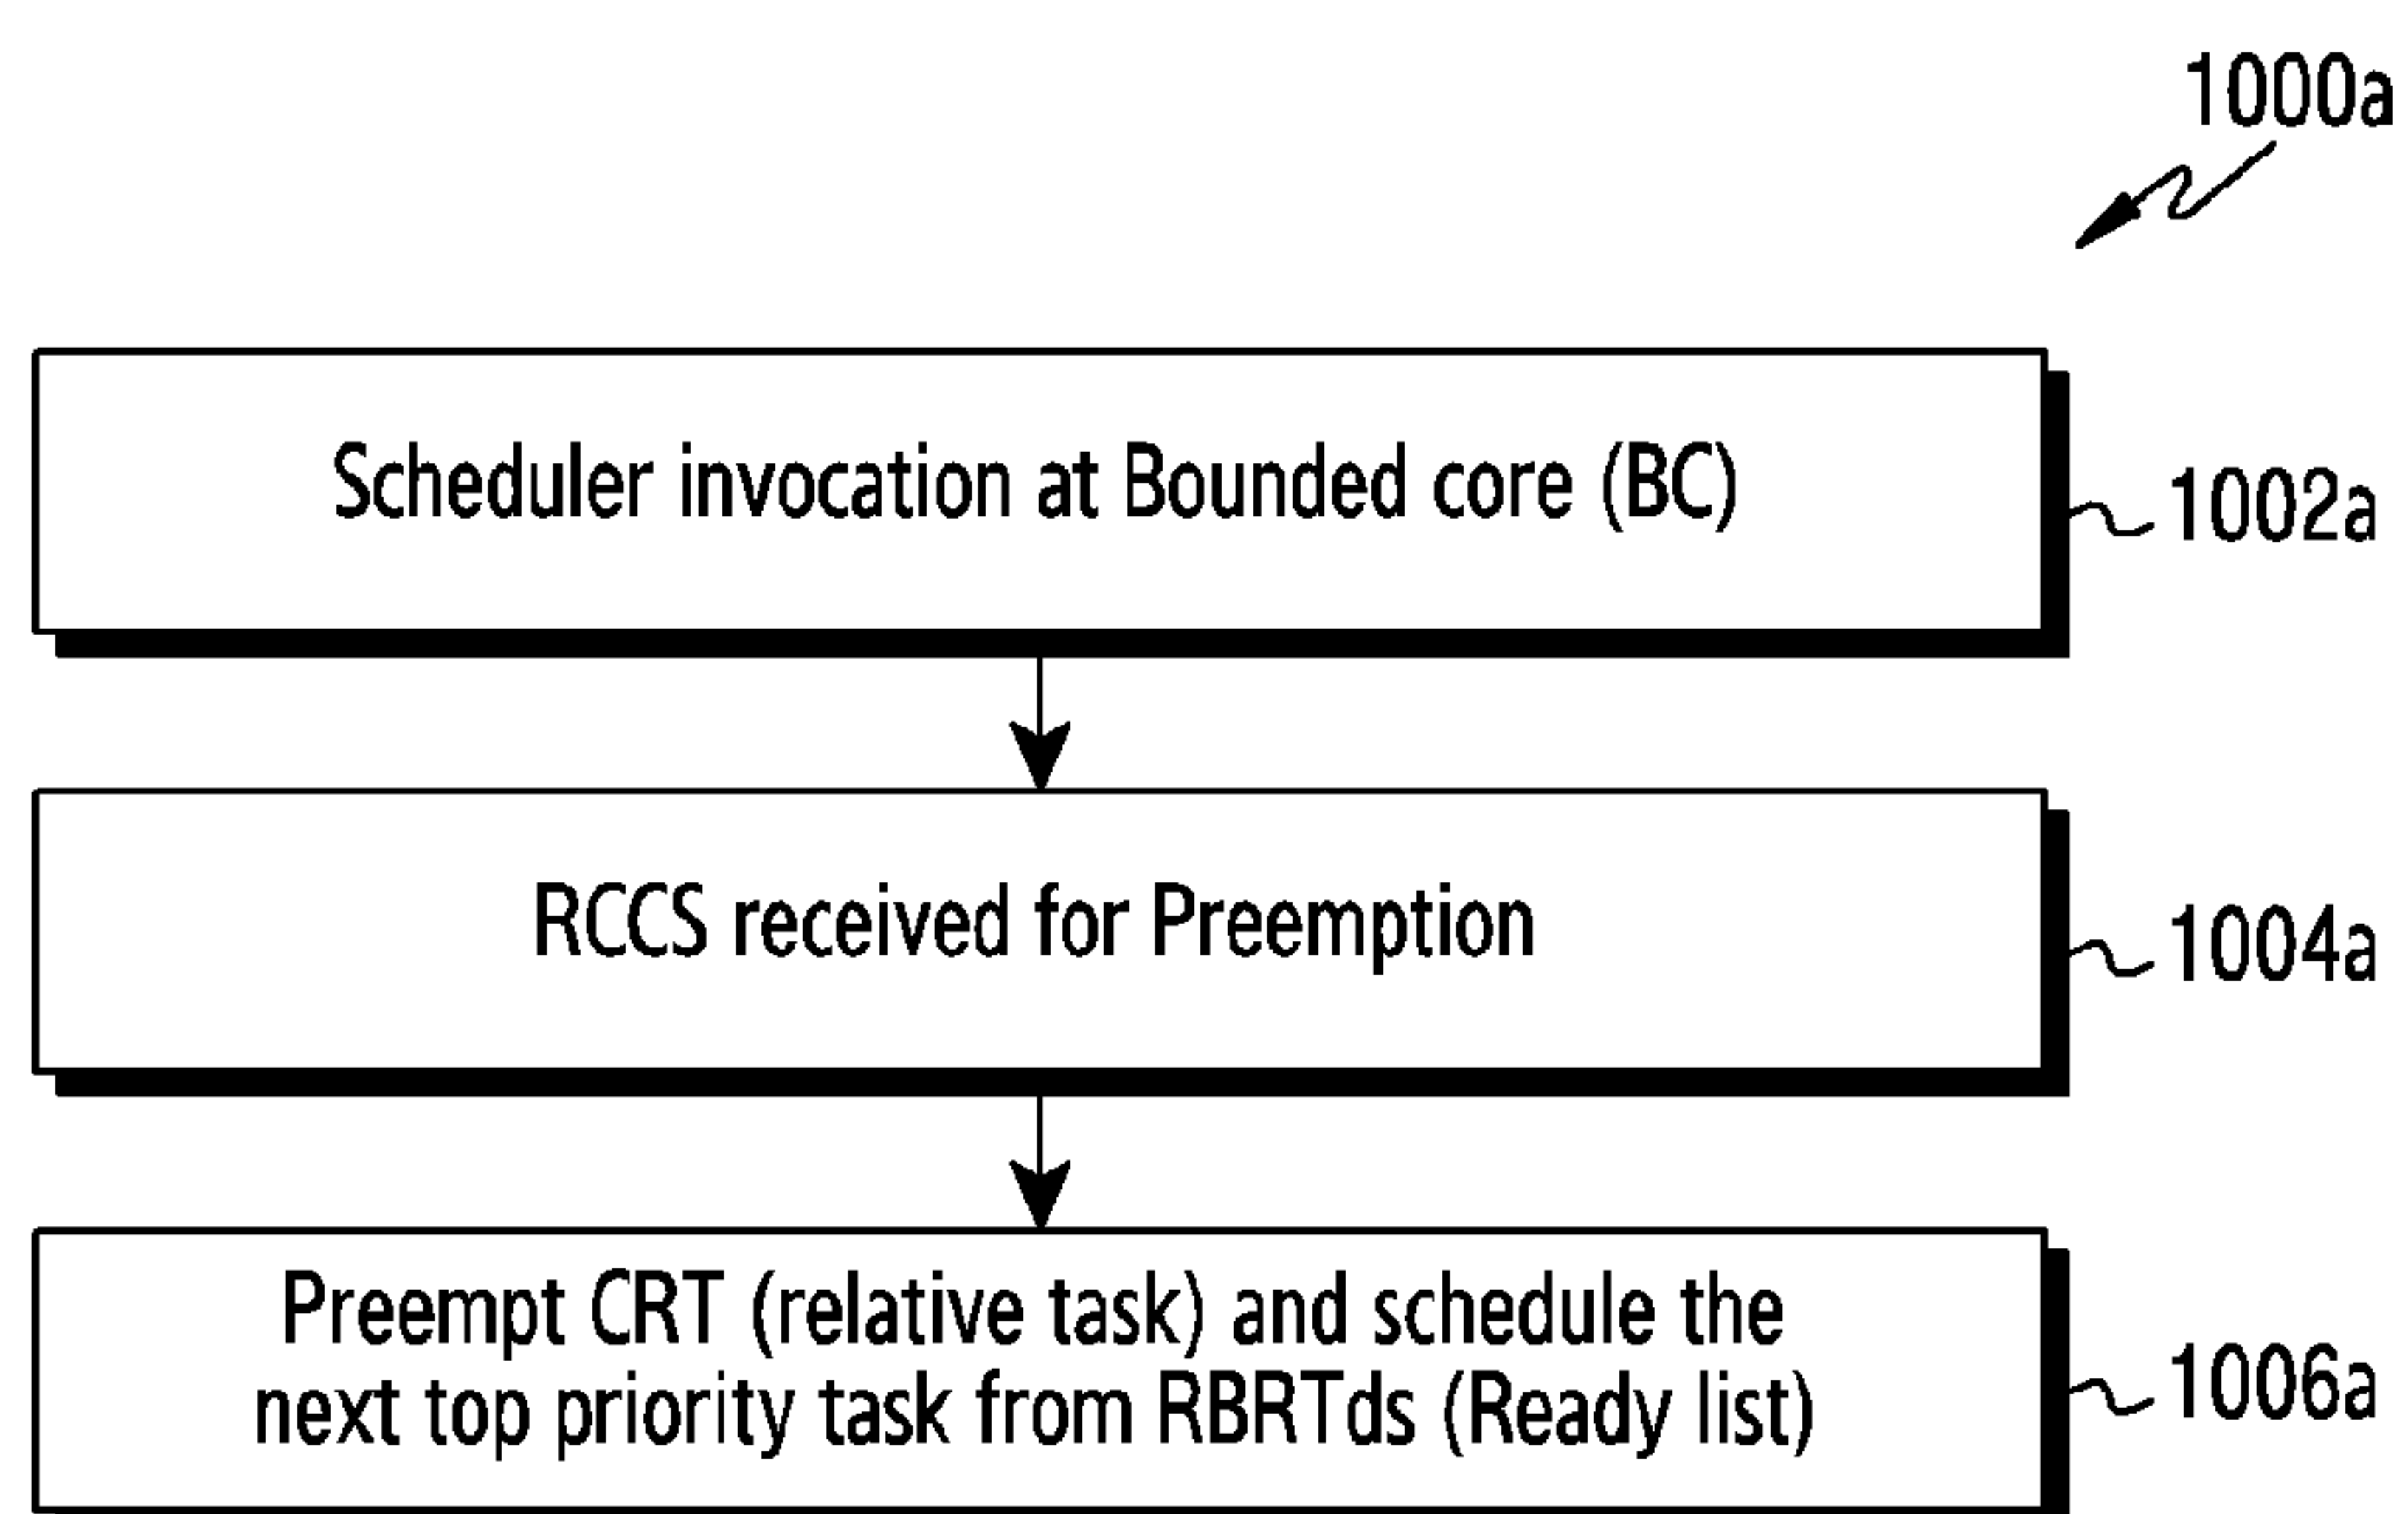 1000a
Scheduler invocation at Bounded core (BC)
1002a
RCCS received for Preemption
1004a
Preempt CRT (relative task) and schedule the
next top priority task from RBRTds (Ready list)
1006a